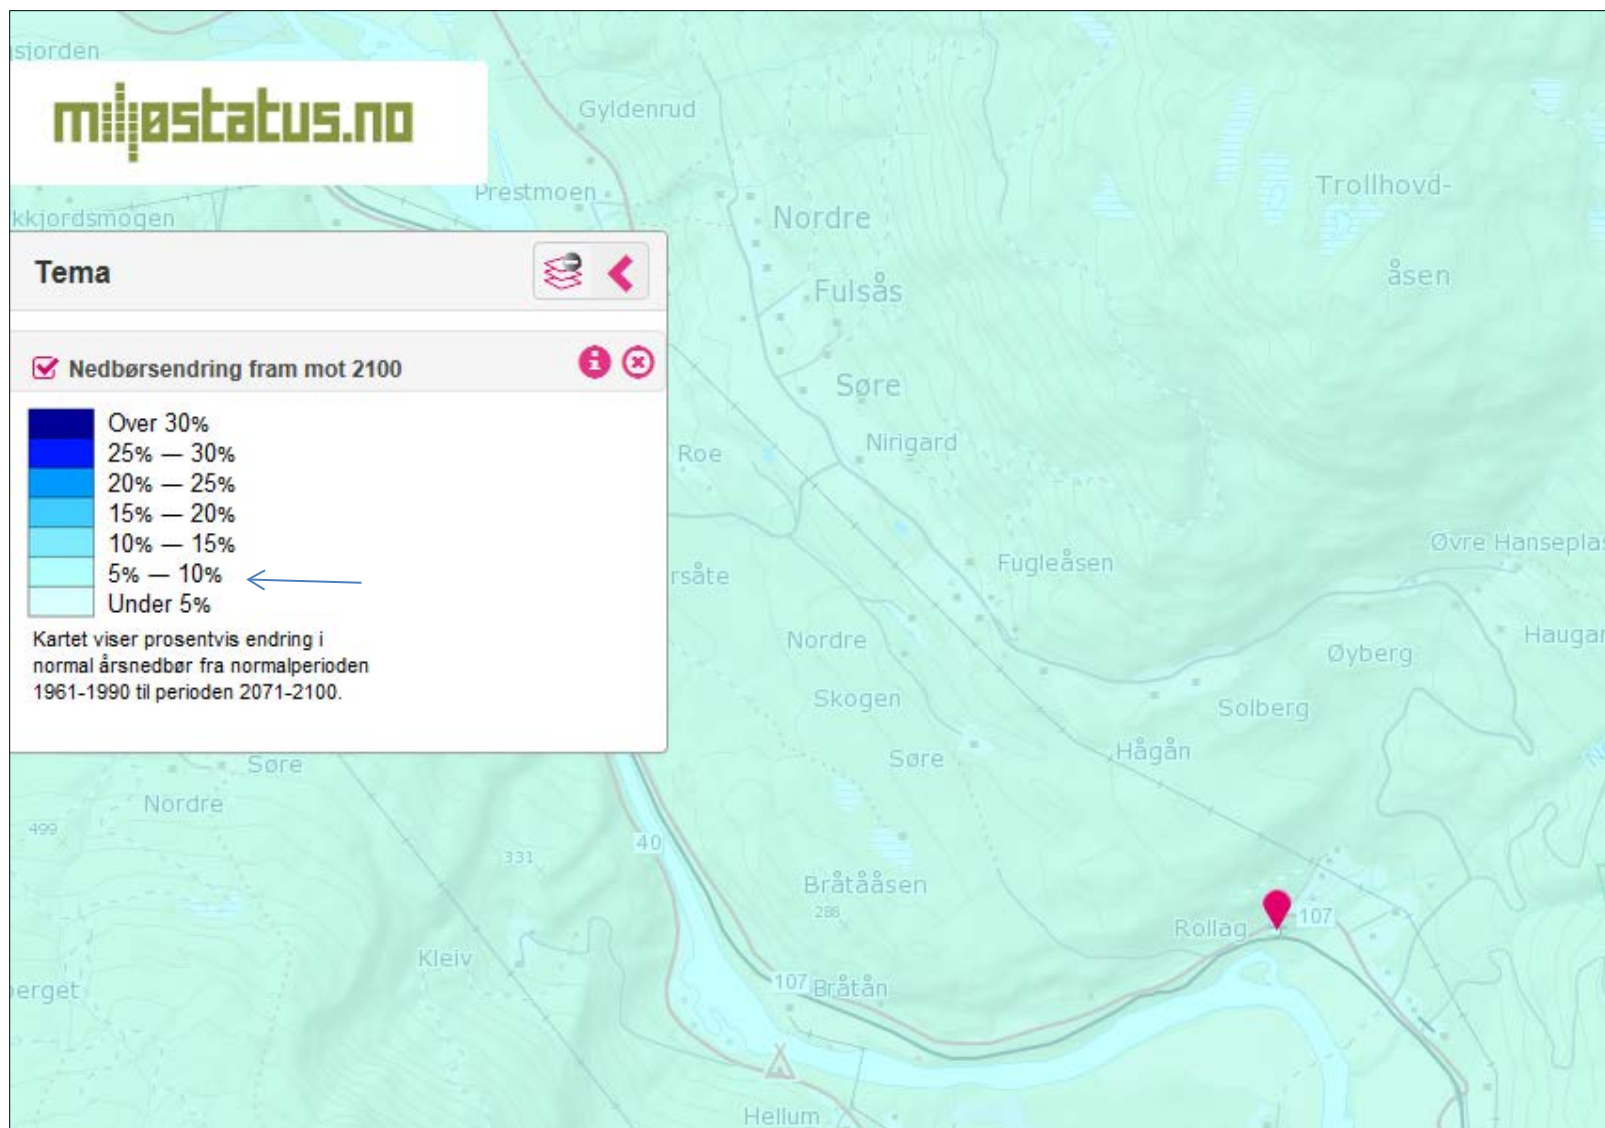 sjorden
miljøstatus.no
Gyldenrud
Prestmoen
Trollhovd-
åsen
kkjordsmogen
Nordre
Fulsås
Søre
Tema
Nedbørsendring fram mot 2100
Over 30%
25% — 30%
20% — 25%
15% — 20%
10% — 15%
5% — 10%
Under 5%
Kartet viser prosentvis endring i
normal årsnedbør fra normalperioden
1961-1990 til perioden 2071-2100.
Roe
Nirigard
rsåte
Fugleåsen
Øvre Hansepla
Nordre
Skogen
Søre
Haugar
Øyberg
Solberg
Hågån
Søre
Nordre
499
331
40
Bråtååsen
286
Rollag
107
Kleiv
erget
107
Bråtån
Hellum